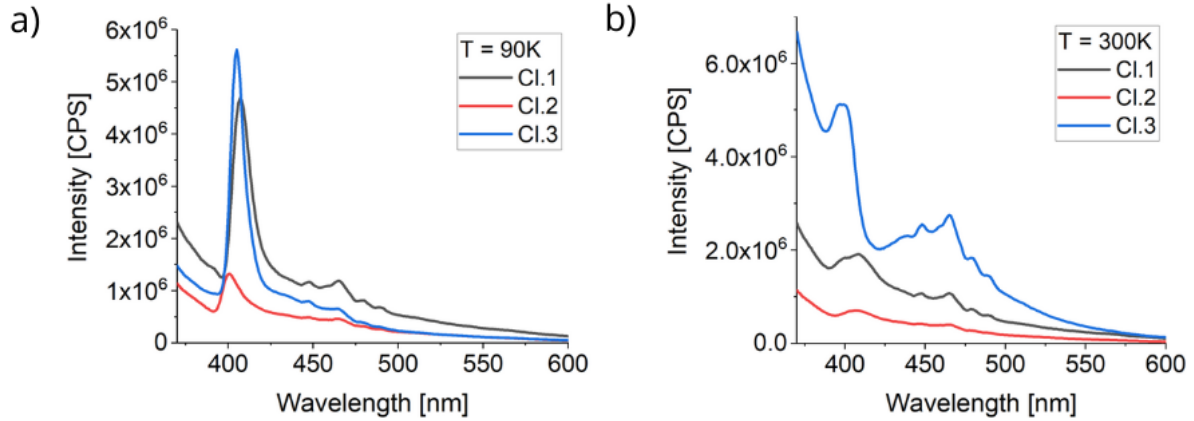 a)
6x10⁶
5x10⁶
4x10⁶
3x10⁶
2x10⁶
1x10⁶
0
Intensity [CPS]
400
450
500
550
600
Wavelength [nm]
T = 90K
Cl.1
Cl.2
Cl.3
b)
6.0x10⁶
4.0x10⁶
2.0x10⁶
0.0
Intensity [CPS]
400
450
500
550
600
Wavelength [nm]
T = 300K
Cl.1
Cl.2
Cl.3